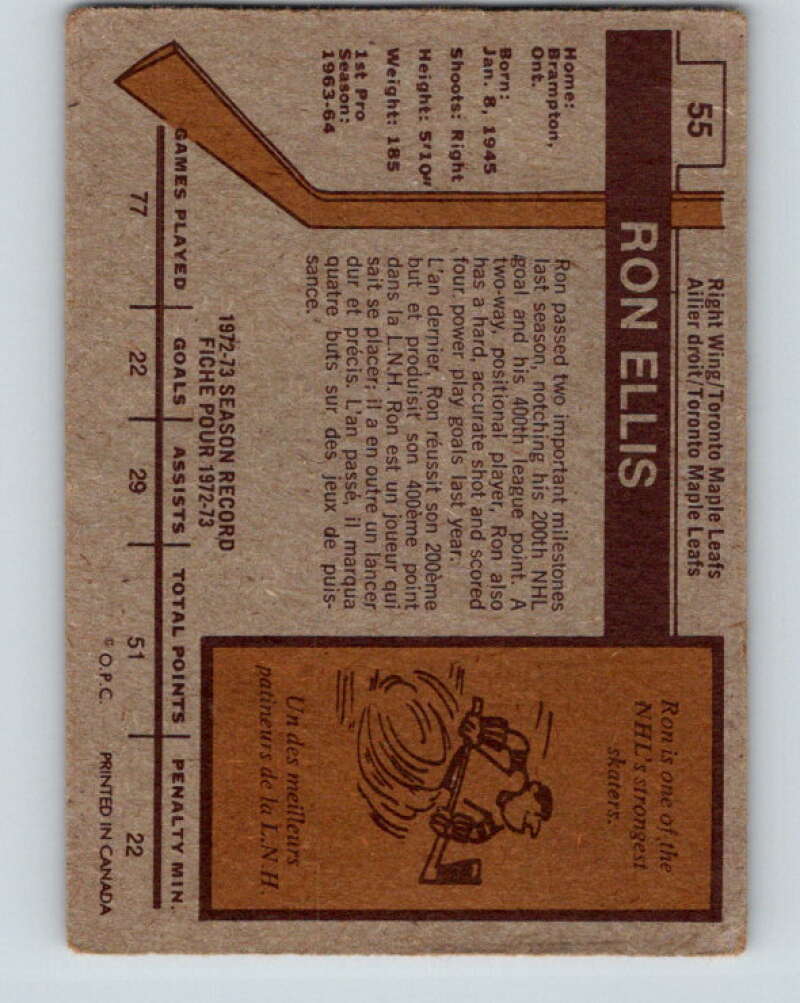 55
Right Wing/Toronto Maple Leafs
Ailier droit/Toronto Maple Leafs
RON ELLIS
Home:
Brampton,
Ont.
Born:
Jan. 8, 1945
Shoots: Right
Height: 5'10"
Weight: 185
1st Pro
Season:
1963-64
Ron passed two important milestones
last season, notching his 200th NHL
goal and his 400th league point. A
two-way, positional player, Ron also
has a hard, accurate shot and scored
four power play goals last year.
L'an dernier, Ron réussit son 200ème
but et produisit son 400ème point
dans la L.N.H. Ron est un joueur qui
sait se placer; il a en outre un lancer
dur et précis. L'an passé, il marqua
quatre buts sur des jeux de puis-
sance.
Ron is one of the
NHL's strongest
skaters.
Un des meilleurs
patineurs de la L.N.H.
1972-73 SEASON RECORD
FICHE POUR 1972-73
GAMES PLAYED GOALS ASSISTS TOTAL POINTS PENALTY MIN.
77 22 29 51 22
© O.P.C. PRINTED IN CANADA